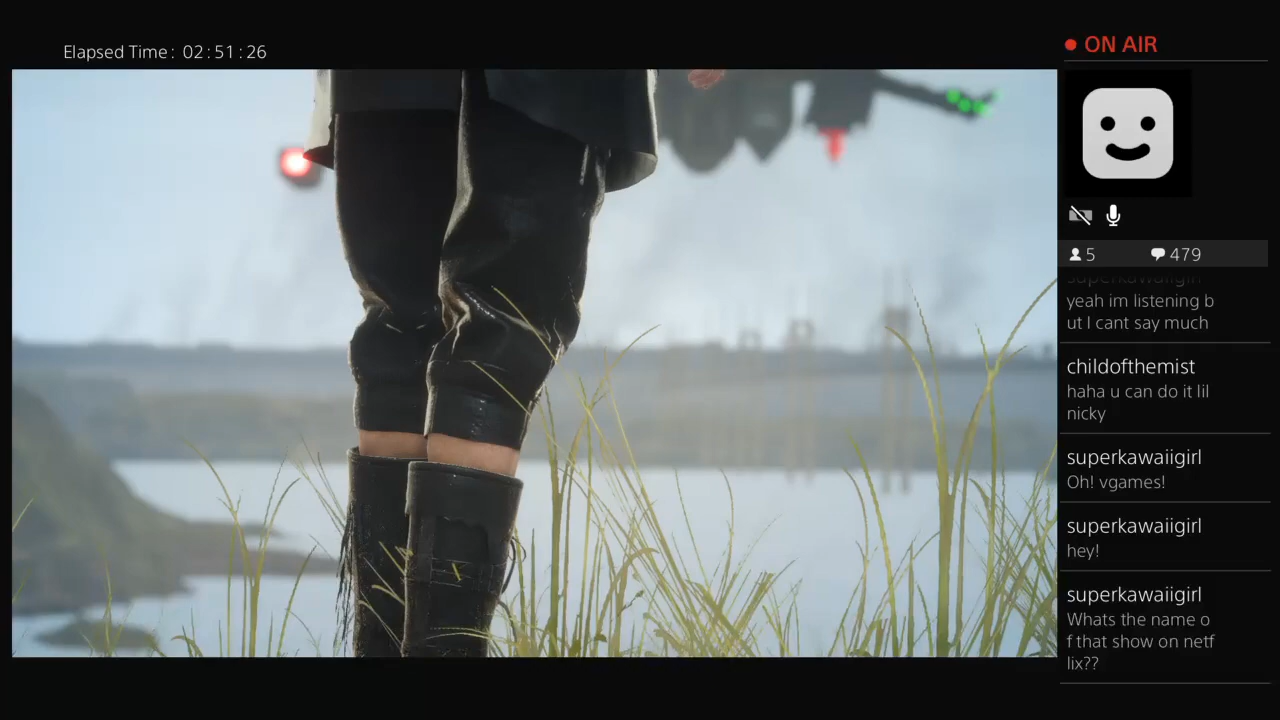 Elapsed Time: 02:51:26
ON AIR
5
479
superkawaiigirl
yeah im listening b
ut I cant say much
childofthemist
haha u can do it lil
nicky
superkawaiigirl
Oh! vgames!
superkawaiigirl
hey!
superkawaiigirl
Whats the name o
f that show on netf
lix??